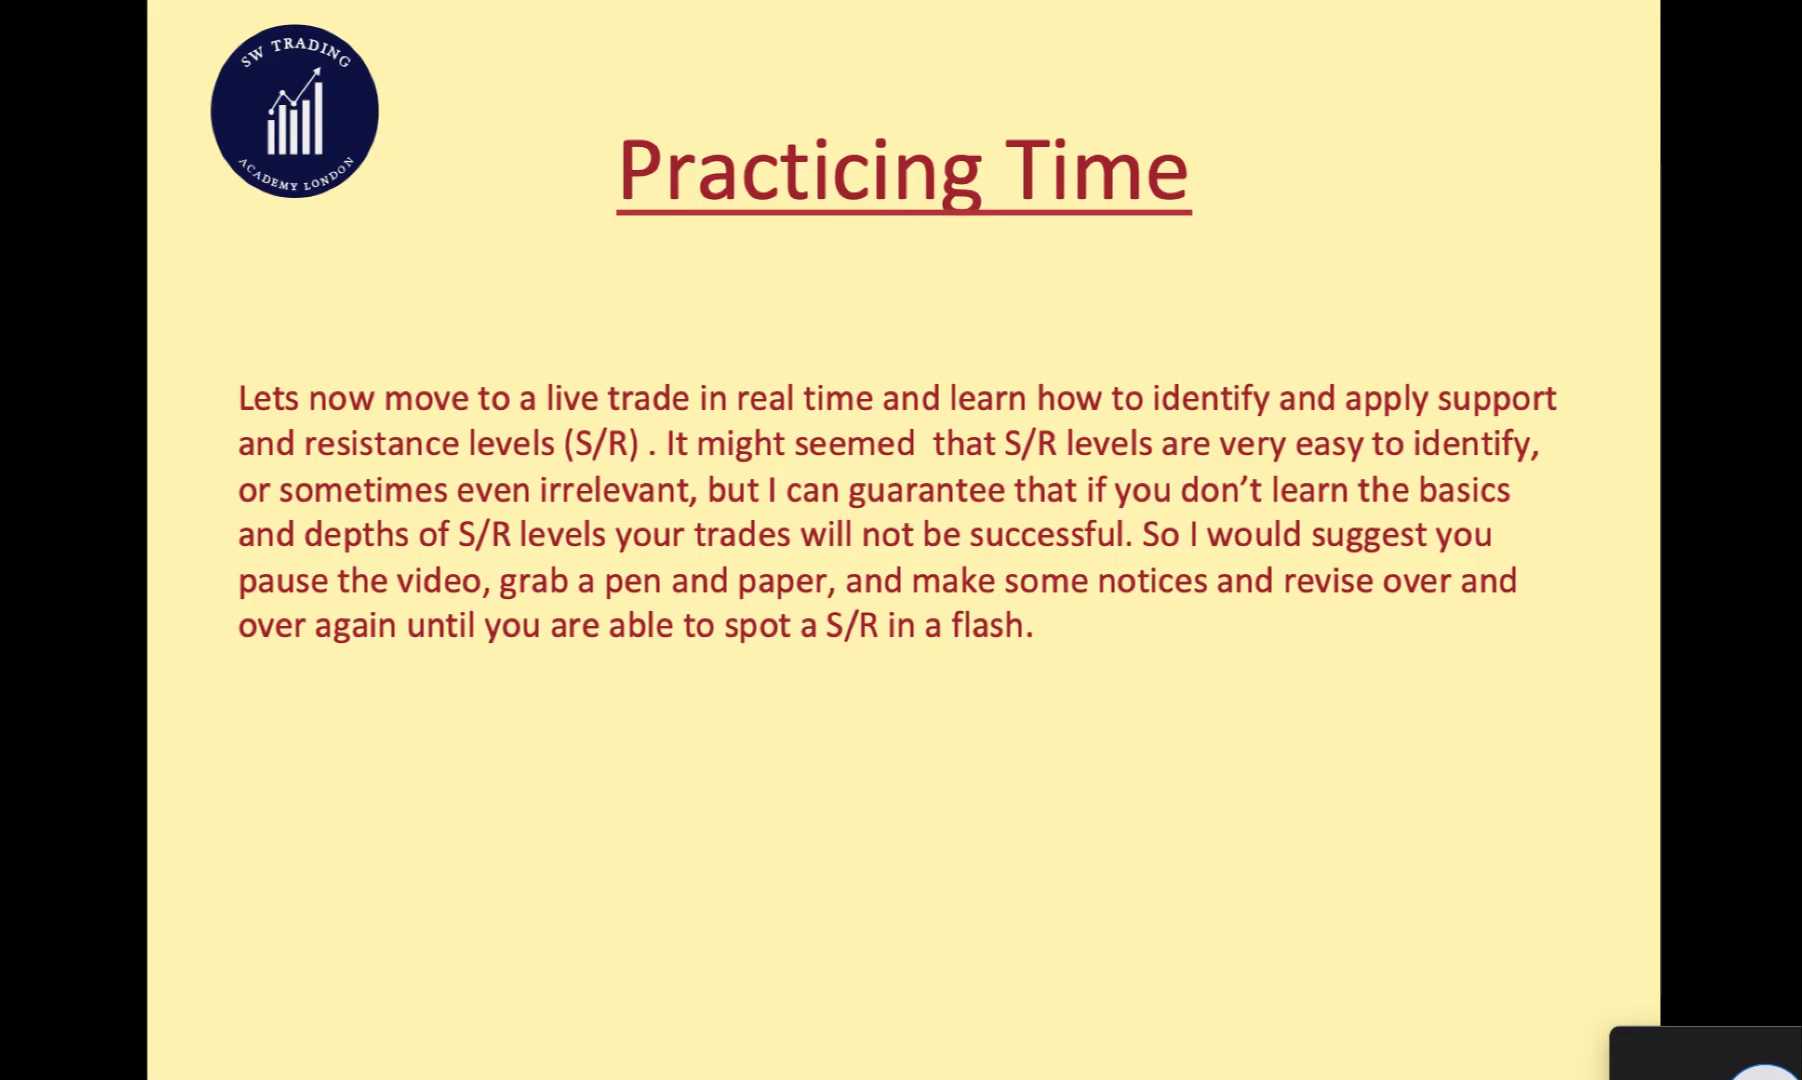 SW TRADING
ACADEMY LONDON
Practicing Time
Lets now move to a live trade in real time and learn how to identify and apply support
and resistance levels (S/R) . It might seemed  that S/R levels are very easy to identify,
or sometimes even irrelevant, but I can guarantee that if you don’t learn the basics
and depths of S/R levels your trades will not be successful. So I would suggest you
pause the video, grab a pen and paper, and make some notices and revise over and
over again until you are able to spot a S/R in a flash.